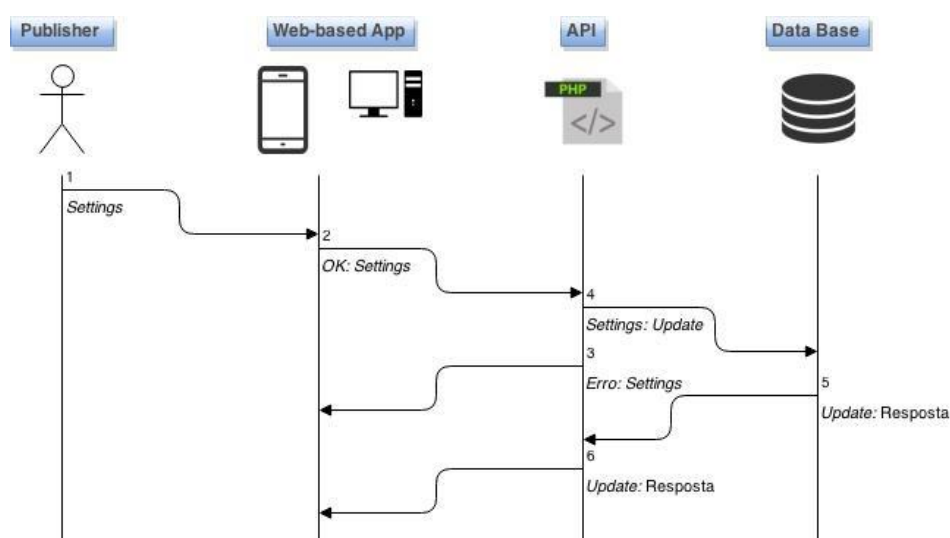 Publisher
Web-based App
API
Data Base
PHP
</>
1
Settings
2
OK: Settings
4
Settings: Update
3
Erro: Settings
5
Update: Resposta
6
Update: Resposta